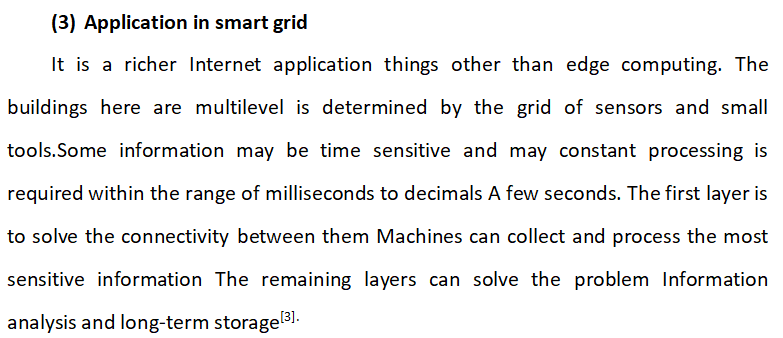 (3) Application in smart grid
It is a richer Internet application things other than edge computing. The
buildings here are multilevel is determined by the grid of sensors and small
tools.Some information may be time sensitive and may constant processing is
required within the range of milliseconds to decimals A few seconds. The first layer is
to solve the connectivity between them Machines can collect and process the most
sensitive information The remaining layers can solve the problem Information
analysis and long-term storage[3].